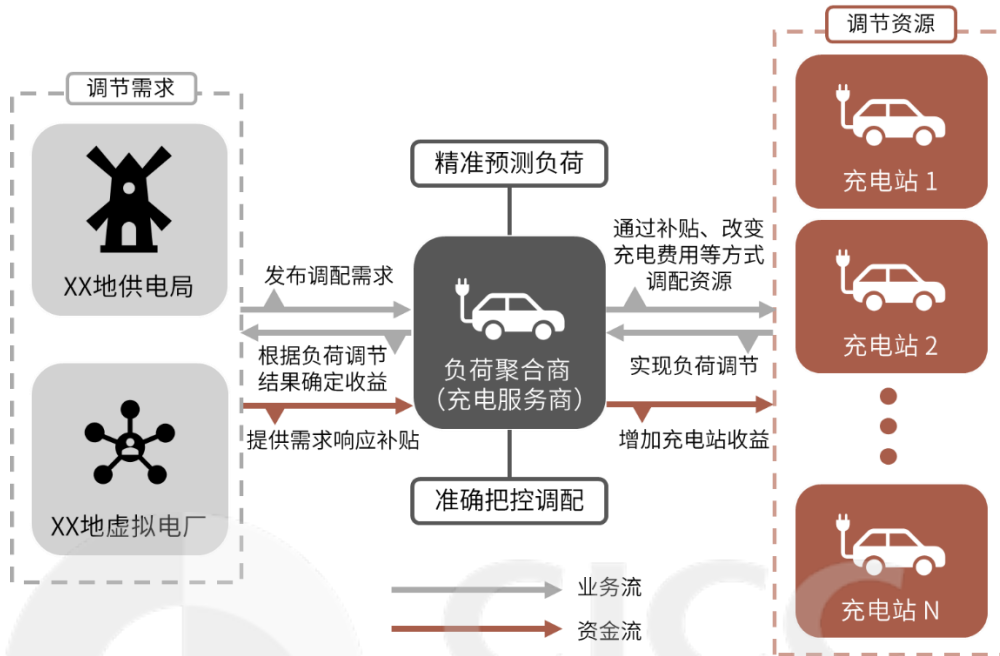 调节需求
XX地供电局
XX地虚拟电厂
发布调配需求
根据负荷调节
结果确定收益
提供需求响应补贴
精准预测负荷
负荷聚合商
（充电服务商）
准确把控调配
通过补贴、改变
充电费用等方式
调配资源
实现负荷调节
增加充电站收益
调节资源
充电站 1
充电站 2
充电站 N
业务流
资金流
CICC